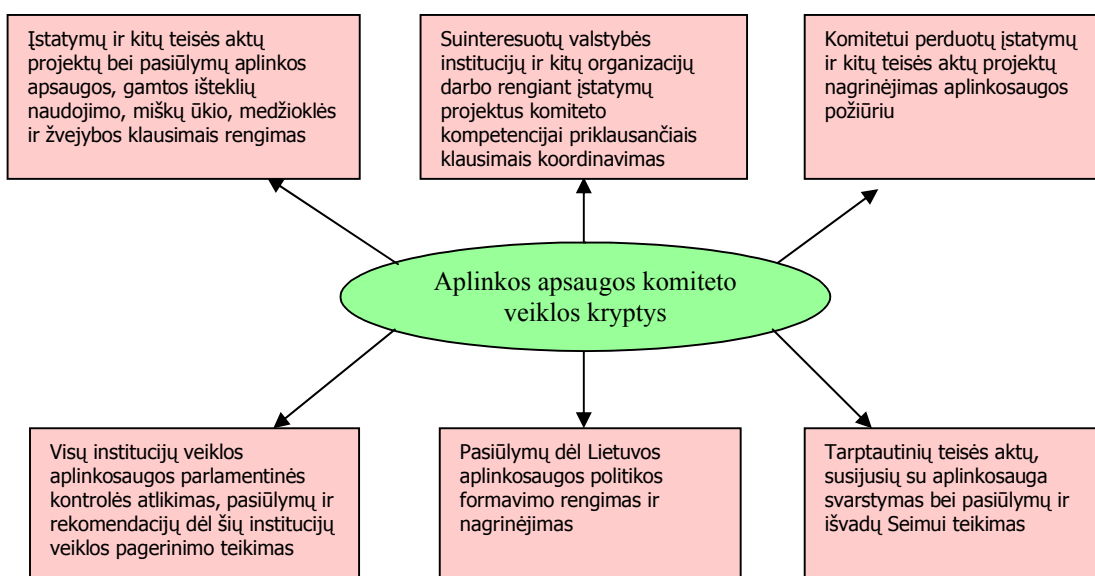 Įstatymų ir kitų teisės aktų
projektų bei pasiūlymų aplinkos
apsaugos, gamtos išteklių
naudojimo, miškų ūkio, medžioklės
ir žvejybos klausimais rengimas
Suinteresuotų valstybės
institucijų ir kitų organizacijų
darbo rengiant įstatymų
projektus komiteto
kompetencijai priklausančiais
klausimais koordinavimas
Komitetui perduotų įstatymų
ir kitų teisės aktų projektų
nagrinėjimas aplinkosaugos
požiūriu
Aplinkos apsaugos komiteto
veiklos kryptys
Visų institucijų veiklos
aplinkosaugos parlamentinės
kontrolės atlikimas, pasiūlymų ir
rekomendacijų dėl šių institucijų
veiklos pagerinimo teikimas
Pasiūlymų dėl Lietuvos
aplinkosaugos politikos
formavimo rengimas ir
nagrinėjimas
Tarptautinių teisės aktų,
susijusių su aplinkosauga
svarstymas bei pasiūlymų ir
išvadų Seimui teikimas